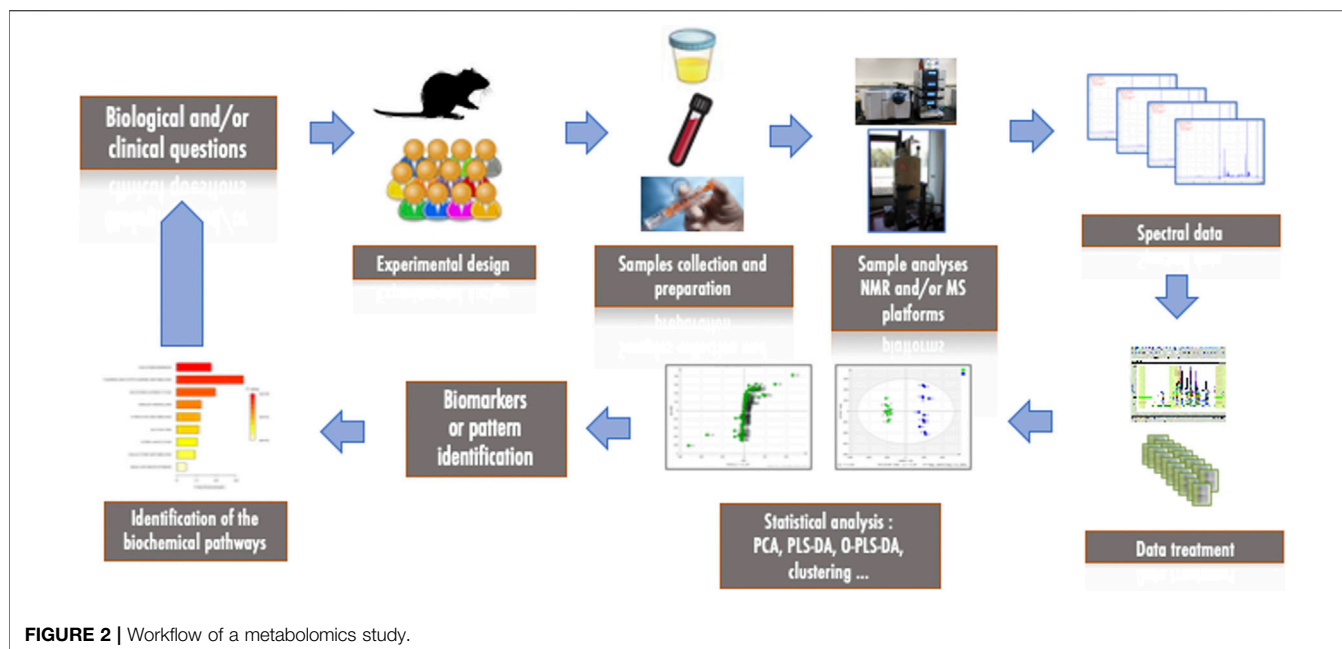 Biological and/or
clinical questions
Experimental design
Samples collection and
preparation
Sample analyses
NMR and/or MS
platforms
Spectral data
Data treatment
Statistical analysis :
PCA, PLS-DA, O-PLS-DA,
clustering ...
Biomarkers
or pattern
identification
Identification of the
biochemical pathways
FIGURE 2 | Workflow of a metabolomics study.